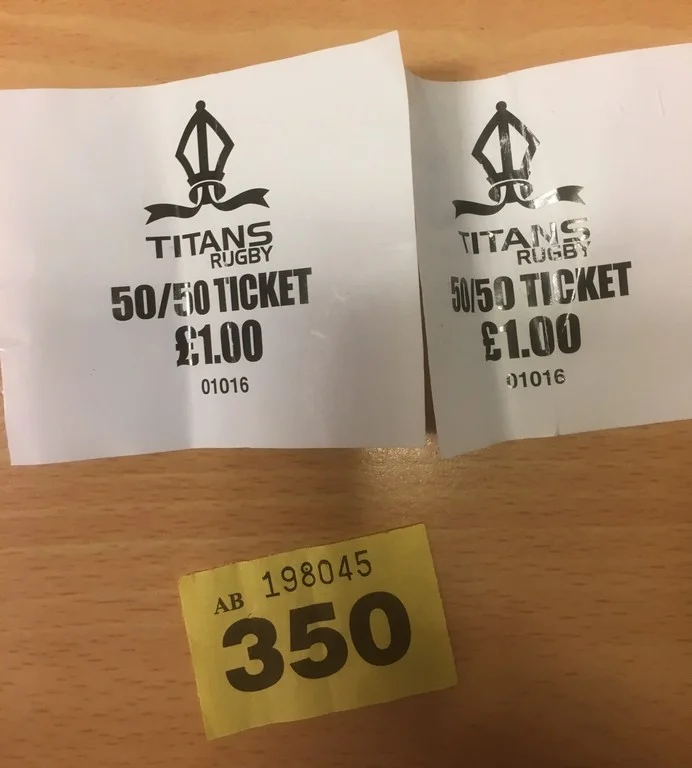 TITANS
RUGBY
50/50 TICKET
£1.00
01016
TITANS
RUGBY
50/50 TICKET
£1.00
01016
AB 198045
350